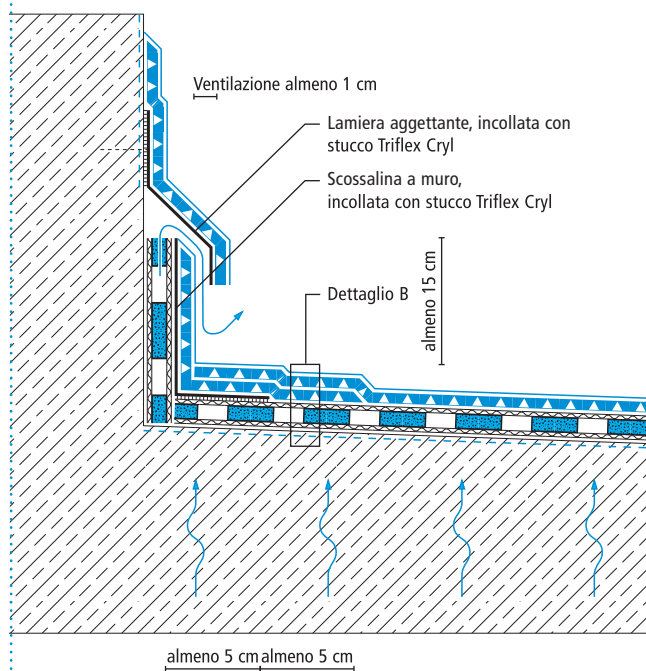 Ventilazione almeno 1 cm
Lamiera aggettante, incollata con
stucco Triflex Cryl
Scossalina a muro,
incollata con stucco Triflex Cryl
Dettaglio B
almeno 15 cm
almeno 5 cm almeno 5 cm